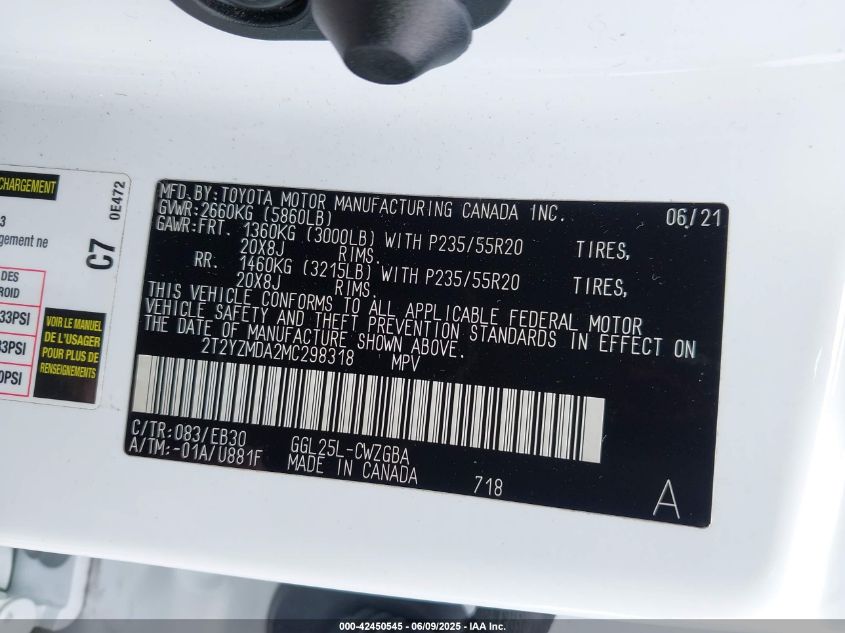 CHARGEMENT
0E472
3
gement ne
C7
DES
ROID
33PSI
33PSI
0PSI
VOIR LE MANUEL
DE L'USAGER
POUR PLUS DE
RENSEIGNEMENTS
MFD. BY: TOYOTA MOTOR MANUFACTURING CANADA INC. 06/21
GVWR: 2660KG (5860LB)
GAWR: FRT. 1360KG (3000LB) WITH P235/55R20 TIRES,
20X8J RIMS.
RR. 1460KG (3215LB) WITH P235/55R20 TIRES,
20X8J RIMS.
THIS VEHICLE CONFORMS TO ALL APPLICABLE FEDERAL MOTOR
VEHICLE SAFETY AND THEFT PREVENTION STANDARDS IN EFFECT ON
THE DATE OF MANUFACTURE SHOWN ABOVE.
2T2YZMDA2MC298318 MPV
C/TR: 083/EB30 GGL25L-CWZGBA
A/TM: -01A/U881F MADE IN CANADA 718
A
000-42450545 - 06/09/2025 - IAA Inc.